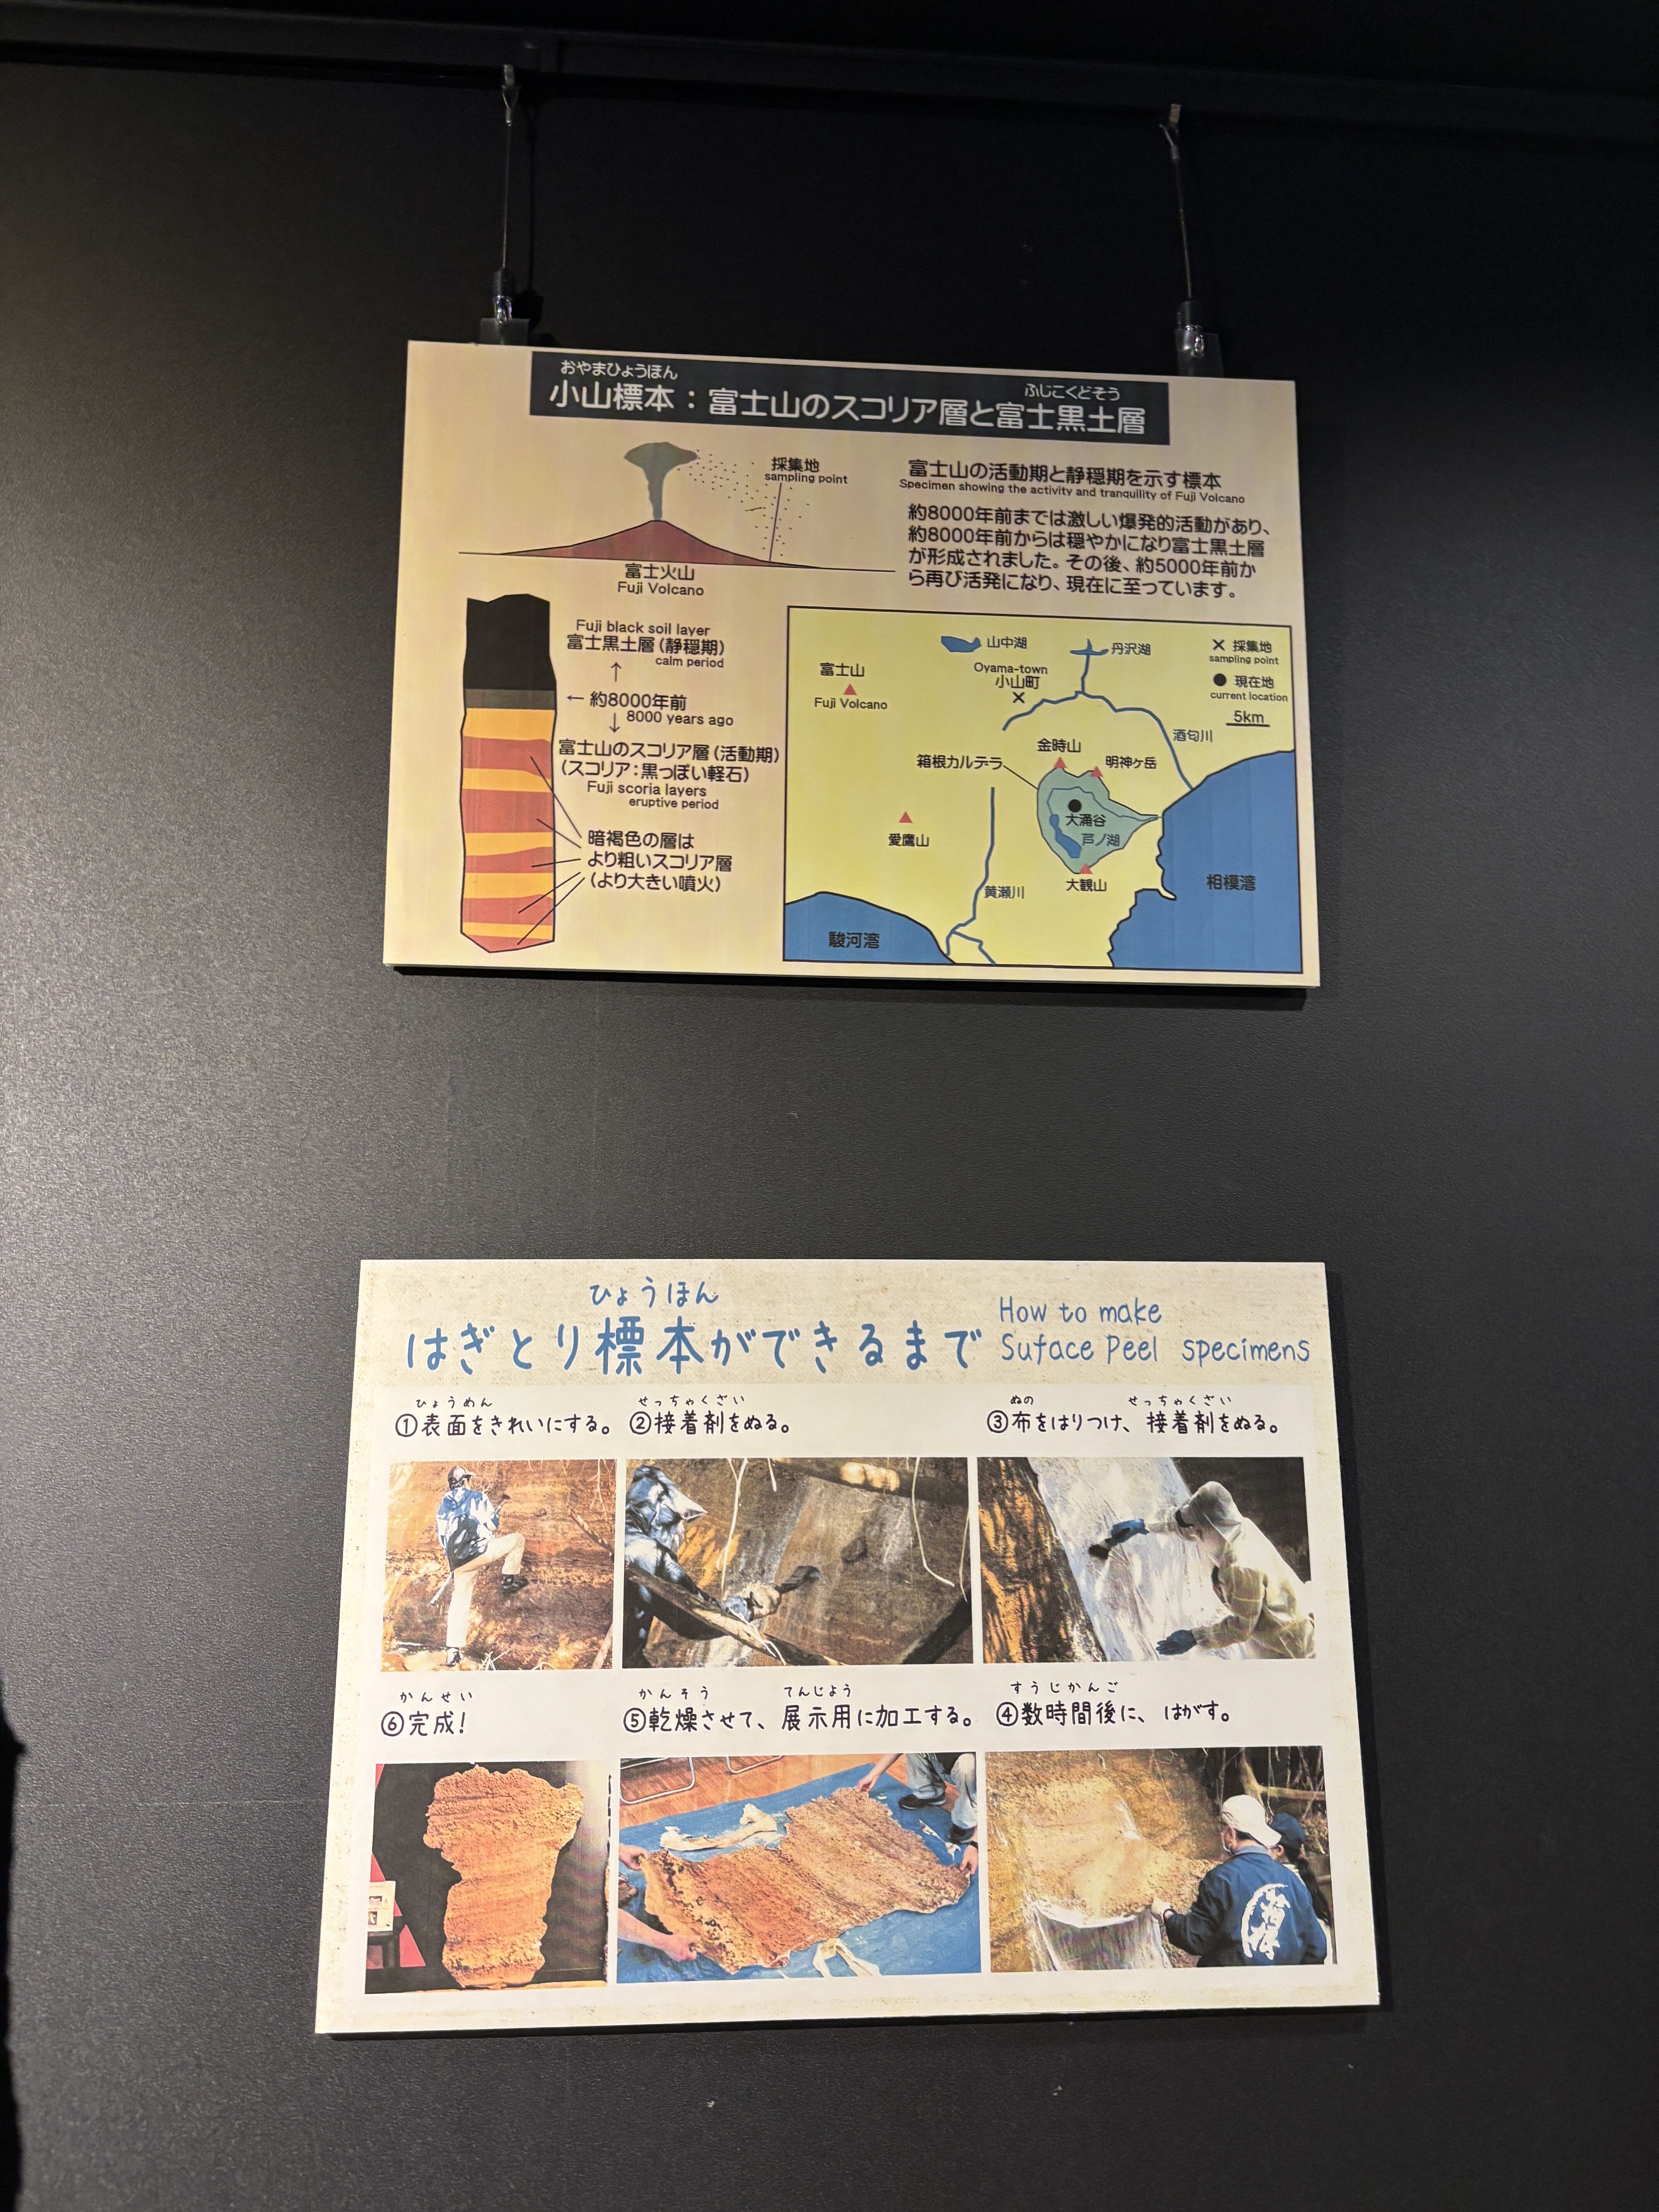 おやまひょうほん
ふじこくどそう
小山標本：富士山のスコリア層と富士黒土層
採集地
sampling point
富士火山
Fuji Volcano
富士山の活動期と静穏期を示す標本
Specimen showing the activity and tranquility of Fuji Volcano
約8000年前までは激しい爆発的活動があり、
約8000年前からは穏やかになり富士黒土層
が形成されました。その後、約5000年前か
ら再び活発になり、現在に至っています。
Fuji black soil layer
富士黒土層（静穏期）
calm period
↑
← 約8000年前
8000 years ago
↓
富士山のスコリア層（活動期）
（スコリア：黒っぽい軽石）
Fuji scoria layers
eruptive period
暗褐色の層は
より粗いスコリア層
（より大きい噴火）
山中湖
丹沢湖
× 採集地
sampling point
● 現在地
current location
5km
富士山
Fuji Volcano
Oyama-town
小山町
×
酒匂川
金時山
明神ヶ岳
箱根カルデラ
大涌谷
芦ノ湖
愛鷹山
大観山
黄瀬川
相模湾
駿河湾
ひょうほん
はぎとり標本ができるまで
How to make
Suface Peel specimens
ひょうめん
①表面をきれいにする。
せっちゃくざい
②接着剤をぬる。
ぬの せっちゃくざい
③布をはりつけ、接着剤をぬる。
かんせい
⑥完成！
かんそう てんじよう
⑤乾燥させて、展示用に加工する。
すうじかんご
④数時間後に、はがす。
箱根